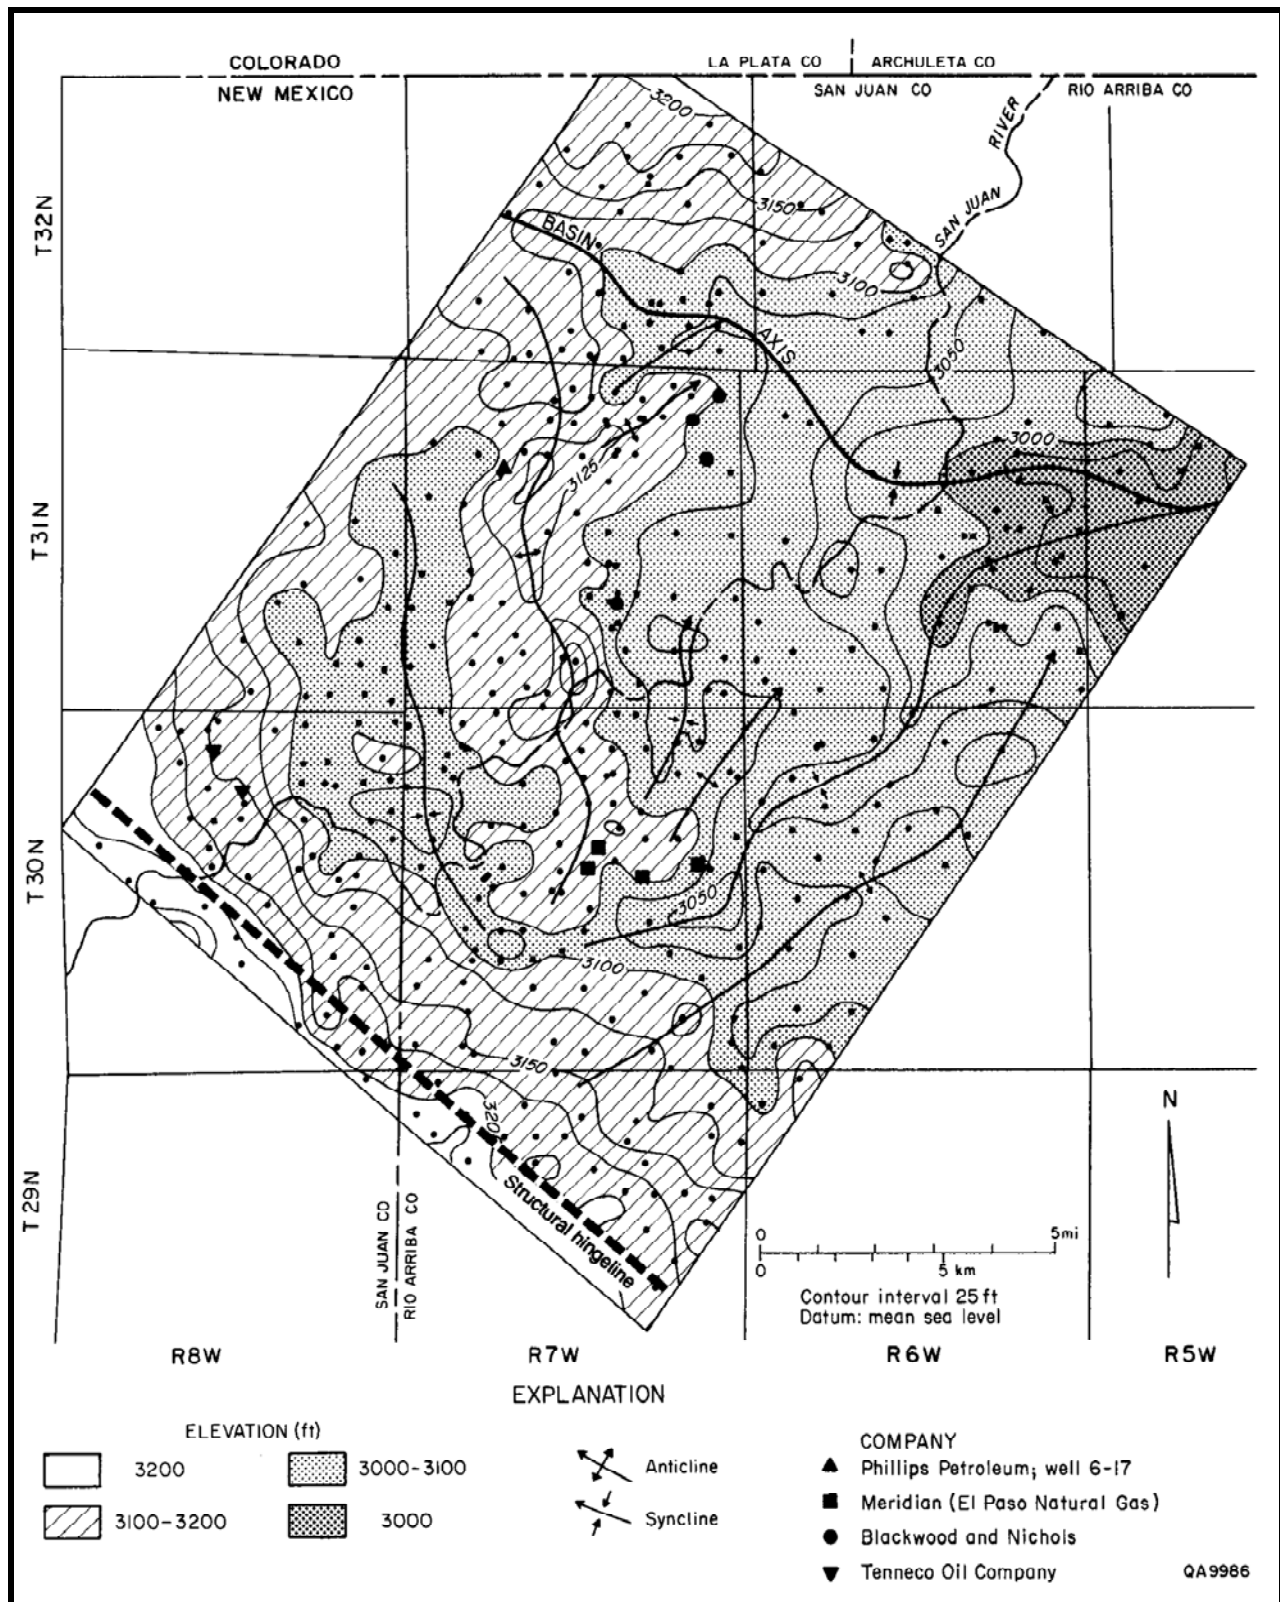 COLORADO
LA PLATA CO
ARCHULETA CO
NEW MEXICO
SAN JUAN CO
RIO ARRIBA CO
3200
RIVER
SAN JUAN
T32N
3150
BASIN
3100
AXIS
3050
3000
3125
T31N
T30N
3050
3100
3150
320
Structural hingeline
T29N
SAN JUAN CO
RIO ARRIBA CO
N
0 5mi
0 5 km
Contour interval 25 ft
Datum: mean sea level
R8W R7W R6W R5W
EXPLANATION
ELEVATION (ft)
3200
3000-3100
3100-3200
3000
Anticline
Syncline
COMPANY
Phillips Petroleum; well 6-17
Meridian (El Paso Natural Gas)
Blackwood and Nichols
Tenneco Oil Company
QA9986